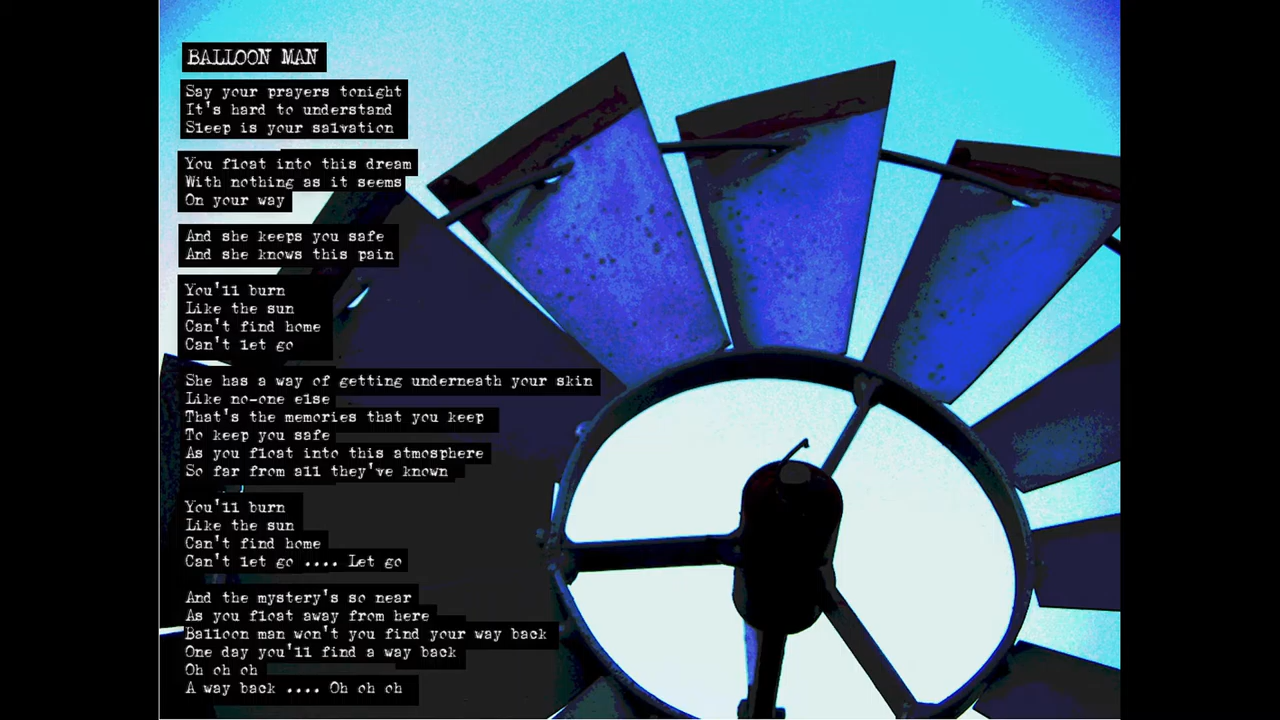 BALLOON MAN
Say your prayers tonight
It's hard to understand
Sleep is your salvation
You float into this dream
With nothing as it seems
On your way
And she keeps you safe
And she knows this pain
You'll burn
Like the sun
Can't find home
Can't let go
She has a way of getting underneath your skin
Like no-one else
That's the memories that you keep
To keep you safe
As you float into this atmosphere
So far from all they've known
You'll burn
Like the sun
Can't find home
Can't let go .... Let go
And the mystery's so near
As you float away from here
Balloon man won't you find your way back
One day you'll find a way back
Oh oh oh
A way back .... Oh oh oh